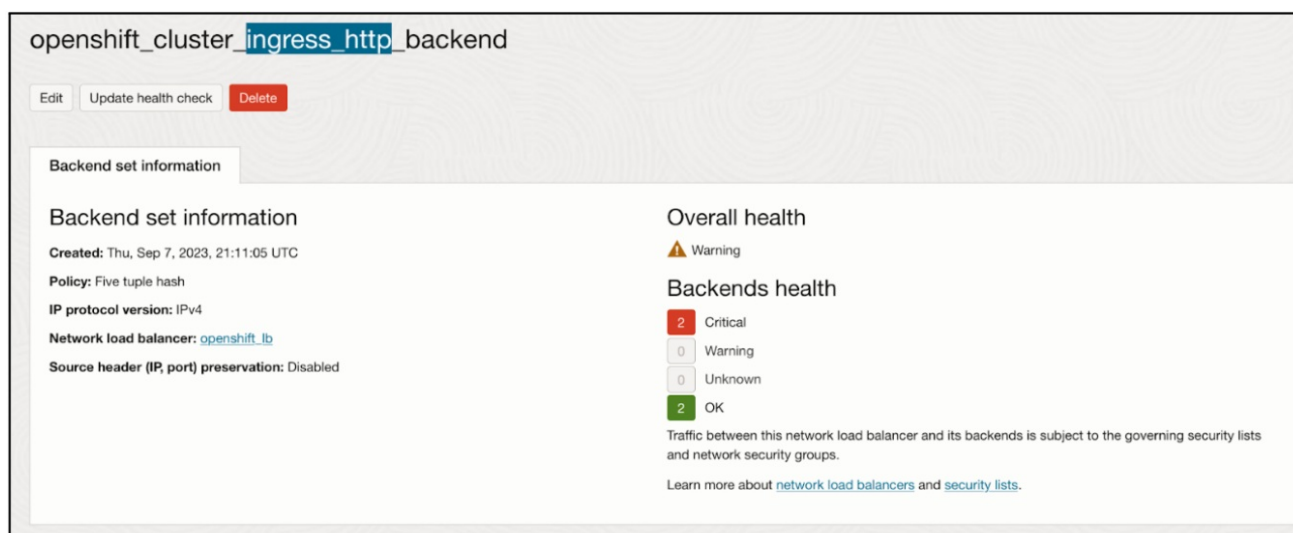 openshift_cluster_ingress_http_backend
Edit Update health check Delete
Backend set information
Backend set information
Created: Thu, Sep 7, 2023, 21:11:05 UTC
Policy: Five tuple hash
IP protocol version: IPv4
Network load balancer: openshift_lb
Source header (IP, port) preservation: Disabled
Overall health
Warning
Backends health
2 Critical
0 Warning
0 Unknown
2 OK
Traffic between this network load balancer and its backends is subject to the governing security lists
and network security groups.
Learn more about network load balancers and security lists.